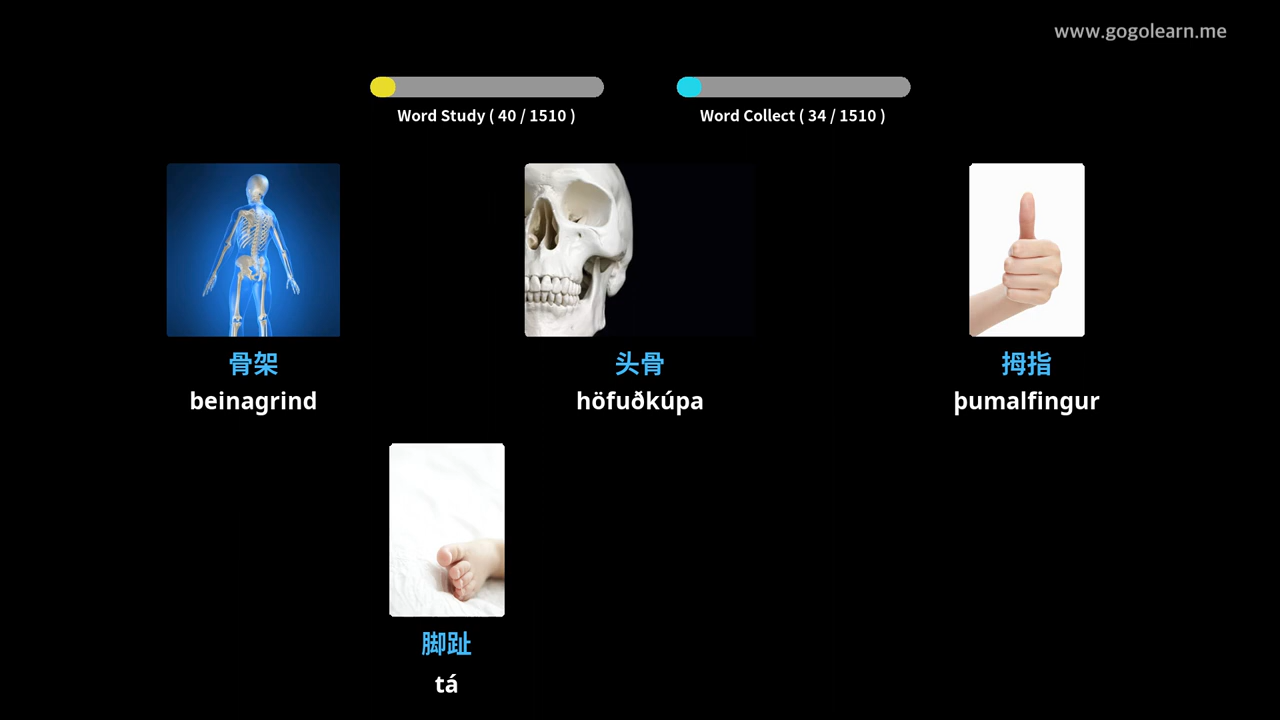 www.gogolearn.me
Word Study ( 40 / 1510 )
Word Collect ( 34 / 1510 )
骨架
beinagrind
头骨
höfuðkúpa
拇指
þumalfingur
脚趾
tá